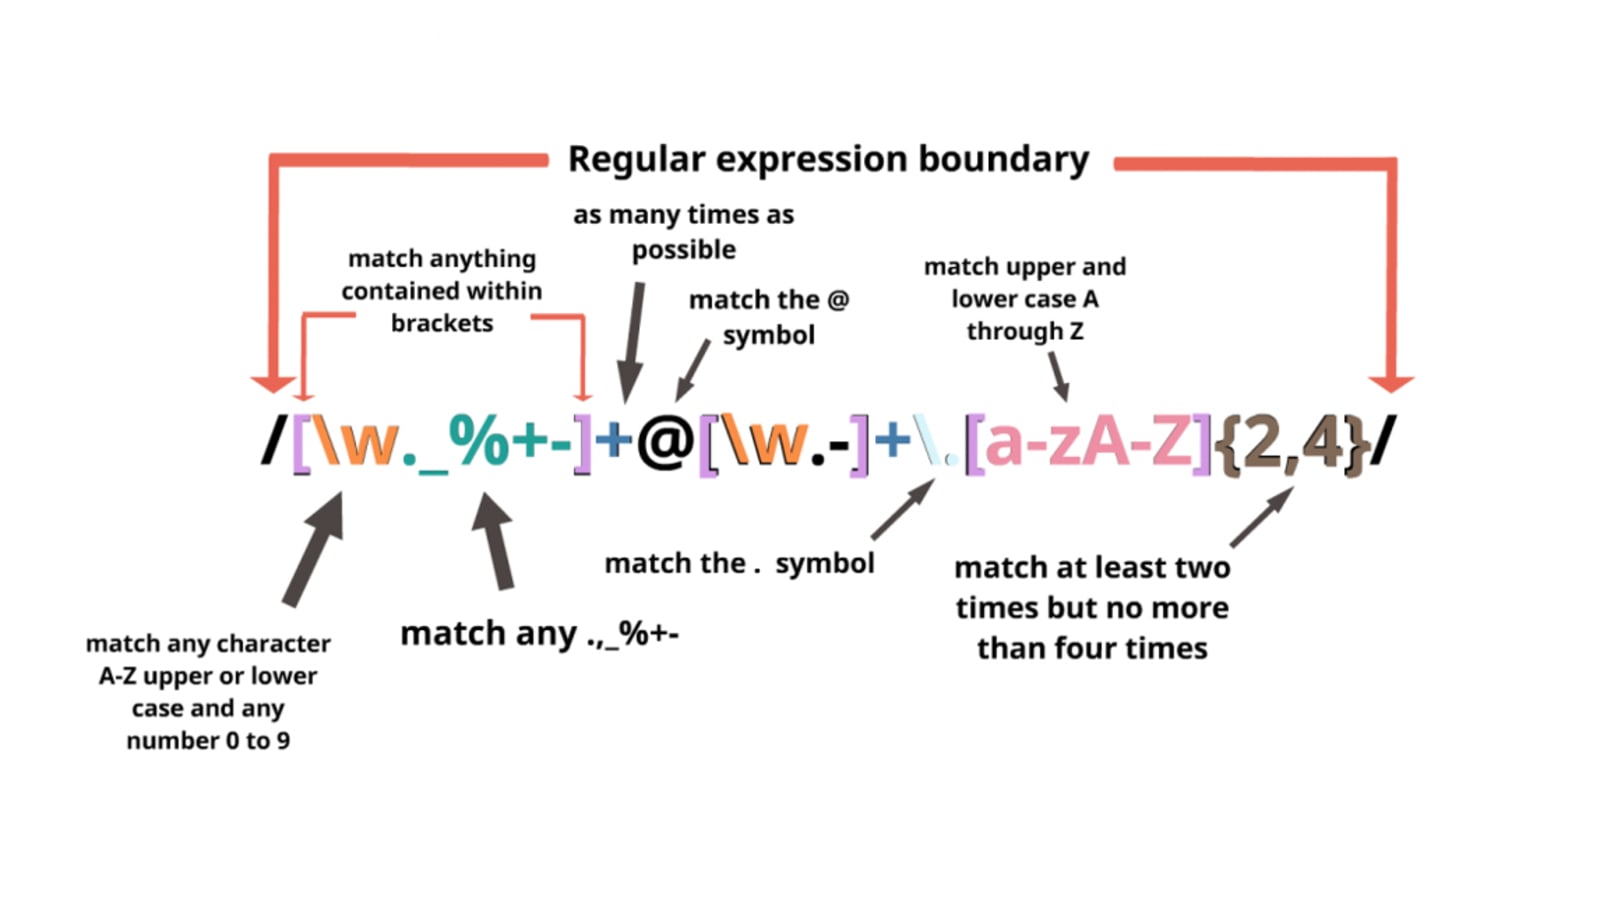 Regular expression boundary
as many times as
possible
match anything
contained within
brackets
match the @
symbol
match upper and
lower case A
through Z
/[\w._%+-]+@[\w.-]+\.[a-zA-Z]{2,4}/
match the . symbol
match at least two
times but no more
than four times
match any .,_%+-
match any character
A-Z upper or lower
case and any
number 0 to 9